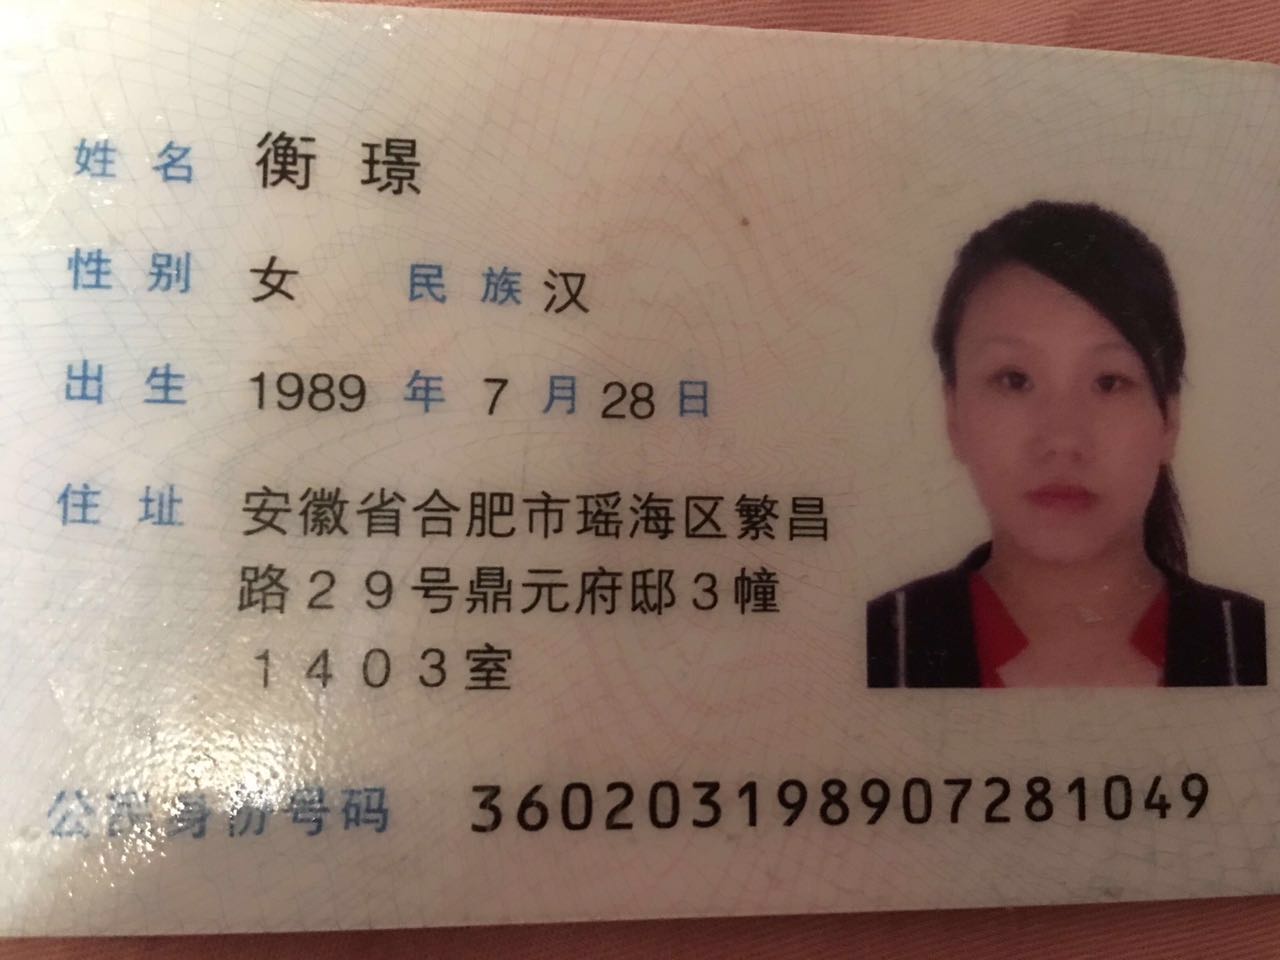 姓名 衡璟
性别 女 民族 汉
出生 1989 年 7 月 28 日
住址 安徽省合肥市瑶海区繁昌
路29号鼎元府邸3幢
1403室
公民身份号码 360203198907281049